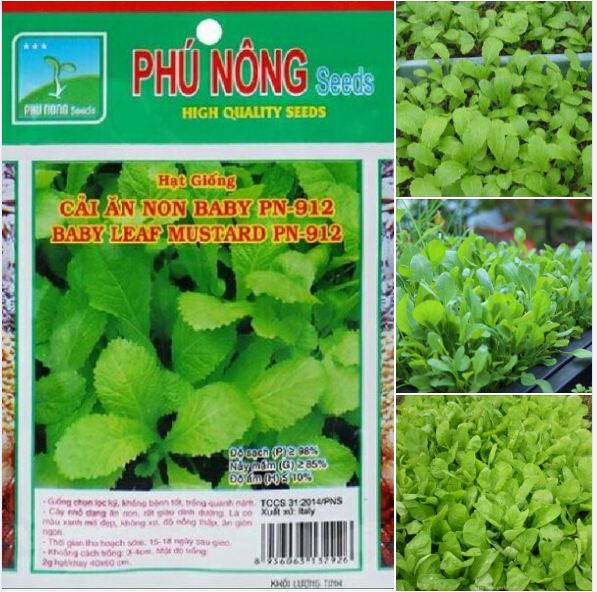 PHÚ NÔNG Seeds
PHÚ NÔNG Seeds
HIGH QUALITY SEEDS
Hạt Giống
CẢI ĂN NON BABY PN-912
BABY LEAF MUSTARD PN-912
Độ sạch (P) ≥ 98%
Nảy mầm (G) ≥ 85%
Độ ẩm (H) ≤ 10%
- Giống chọn lọc kỹ, kháng bệnh tốt, trồng quanh năm.
- Cây nhỏ dạng ăn non, rất giàu dinh dưỡng. Lá có
màu xanh mỡ đẹp, không xơ, độ nồng thấp, ăn giòn
ngon.
- Thời gian thu hoạch sớm: 15-18 ngày sau gieo.
- Khoảng cách trồng: 3-4cm. Mật độ trồng:
2g hạt/khay 40x60 cm.
TCCS 31:2014/PNS
Xuất xứ: Italy
8 936063 137926
KHỐI LƯỢNG TỊNH